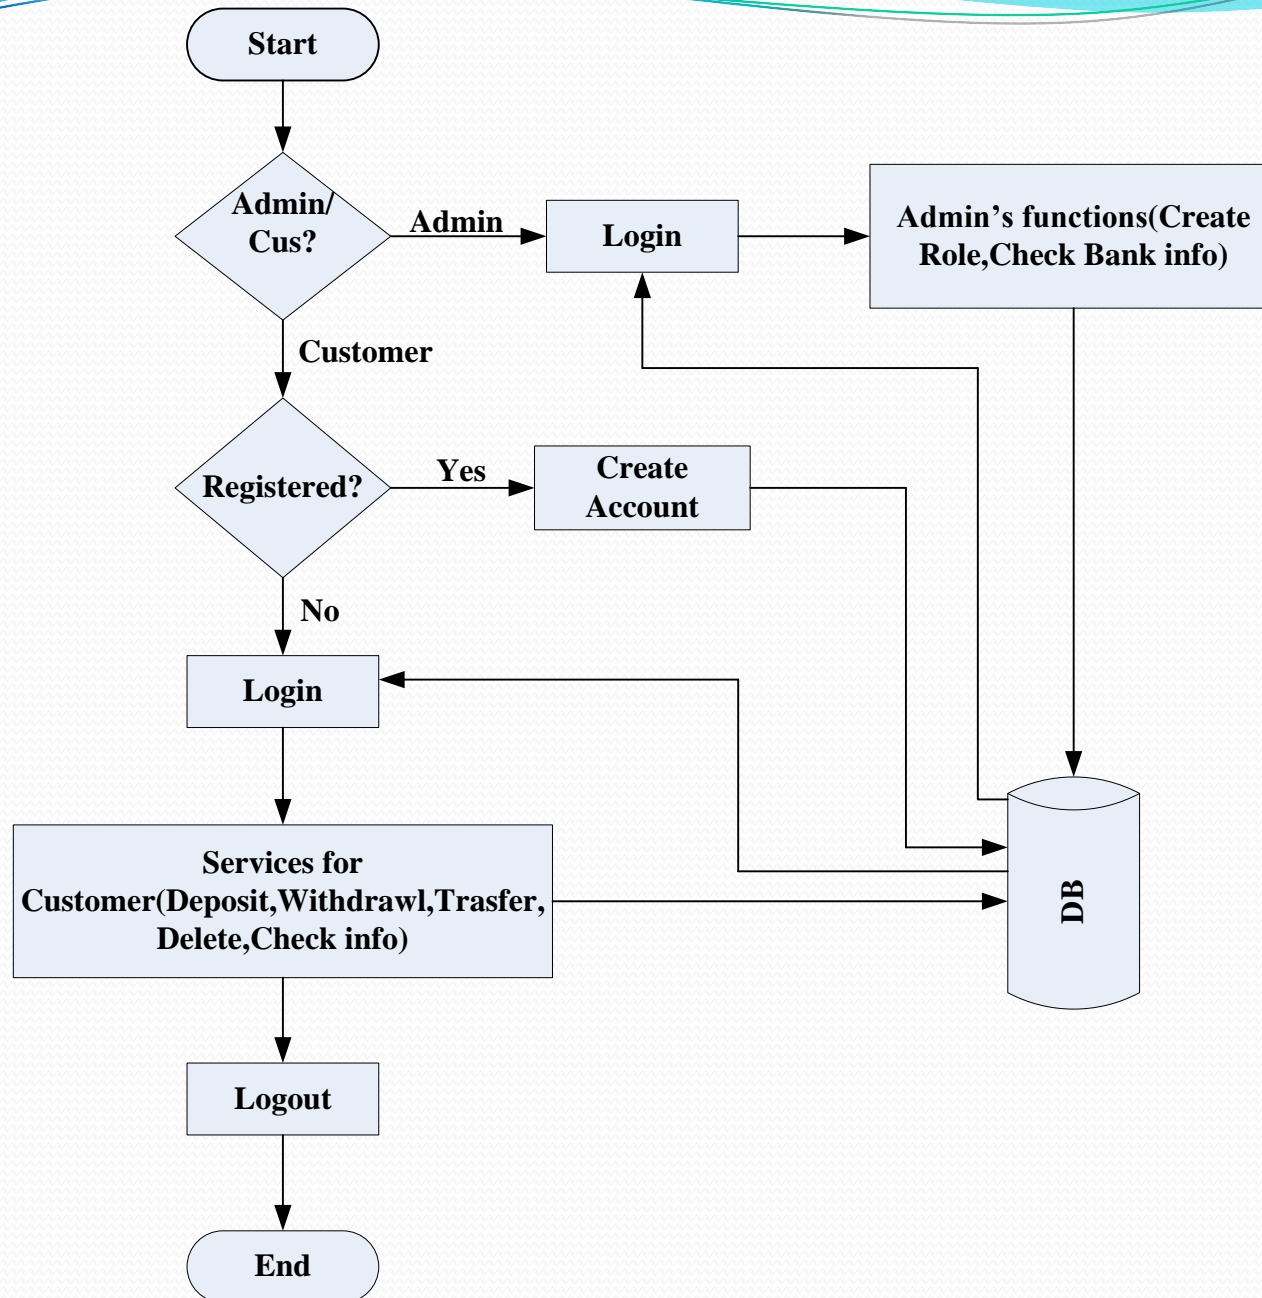 Start
Admin/
Cus?
Admin
Login
Admin’s functions(Create
Role,Check Bank info)
Customer
Registered?
Yes
Create
Account
No
Login
Services for
Customer(Deposit,Withdrawl,Trasfer,
Delete,Check info)
DB
Logout
End